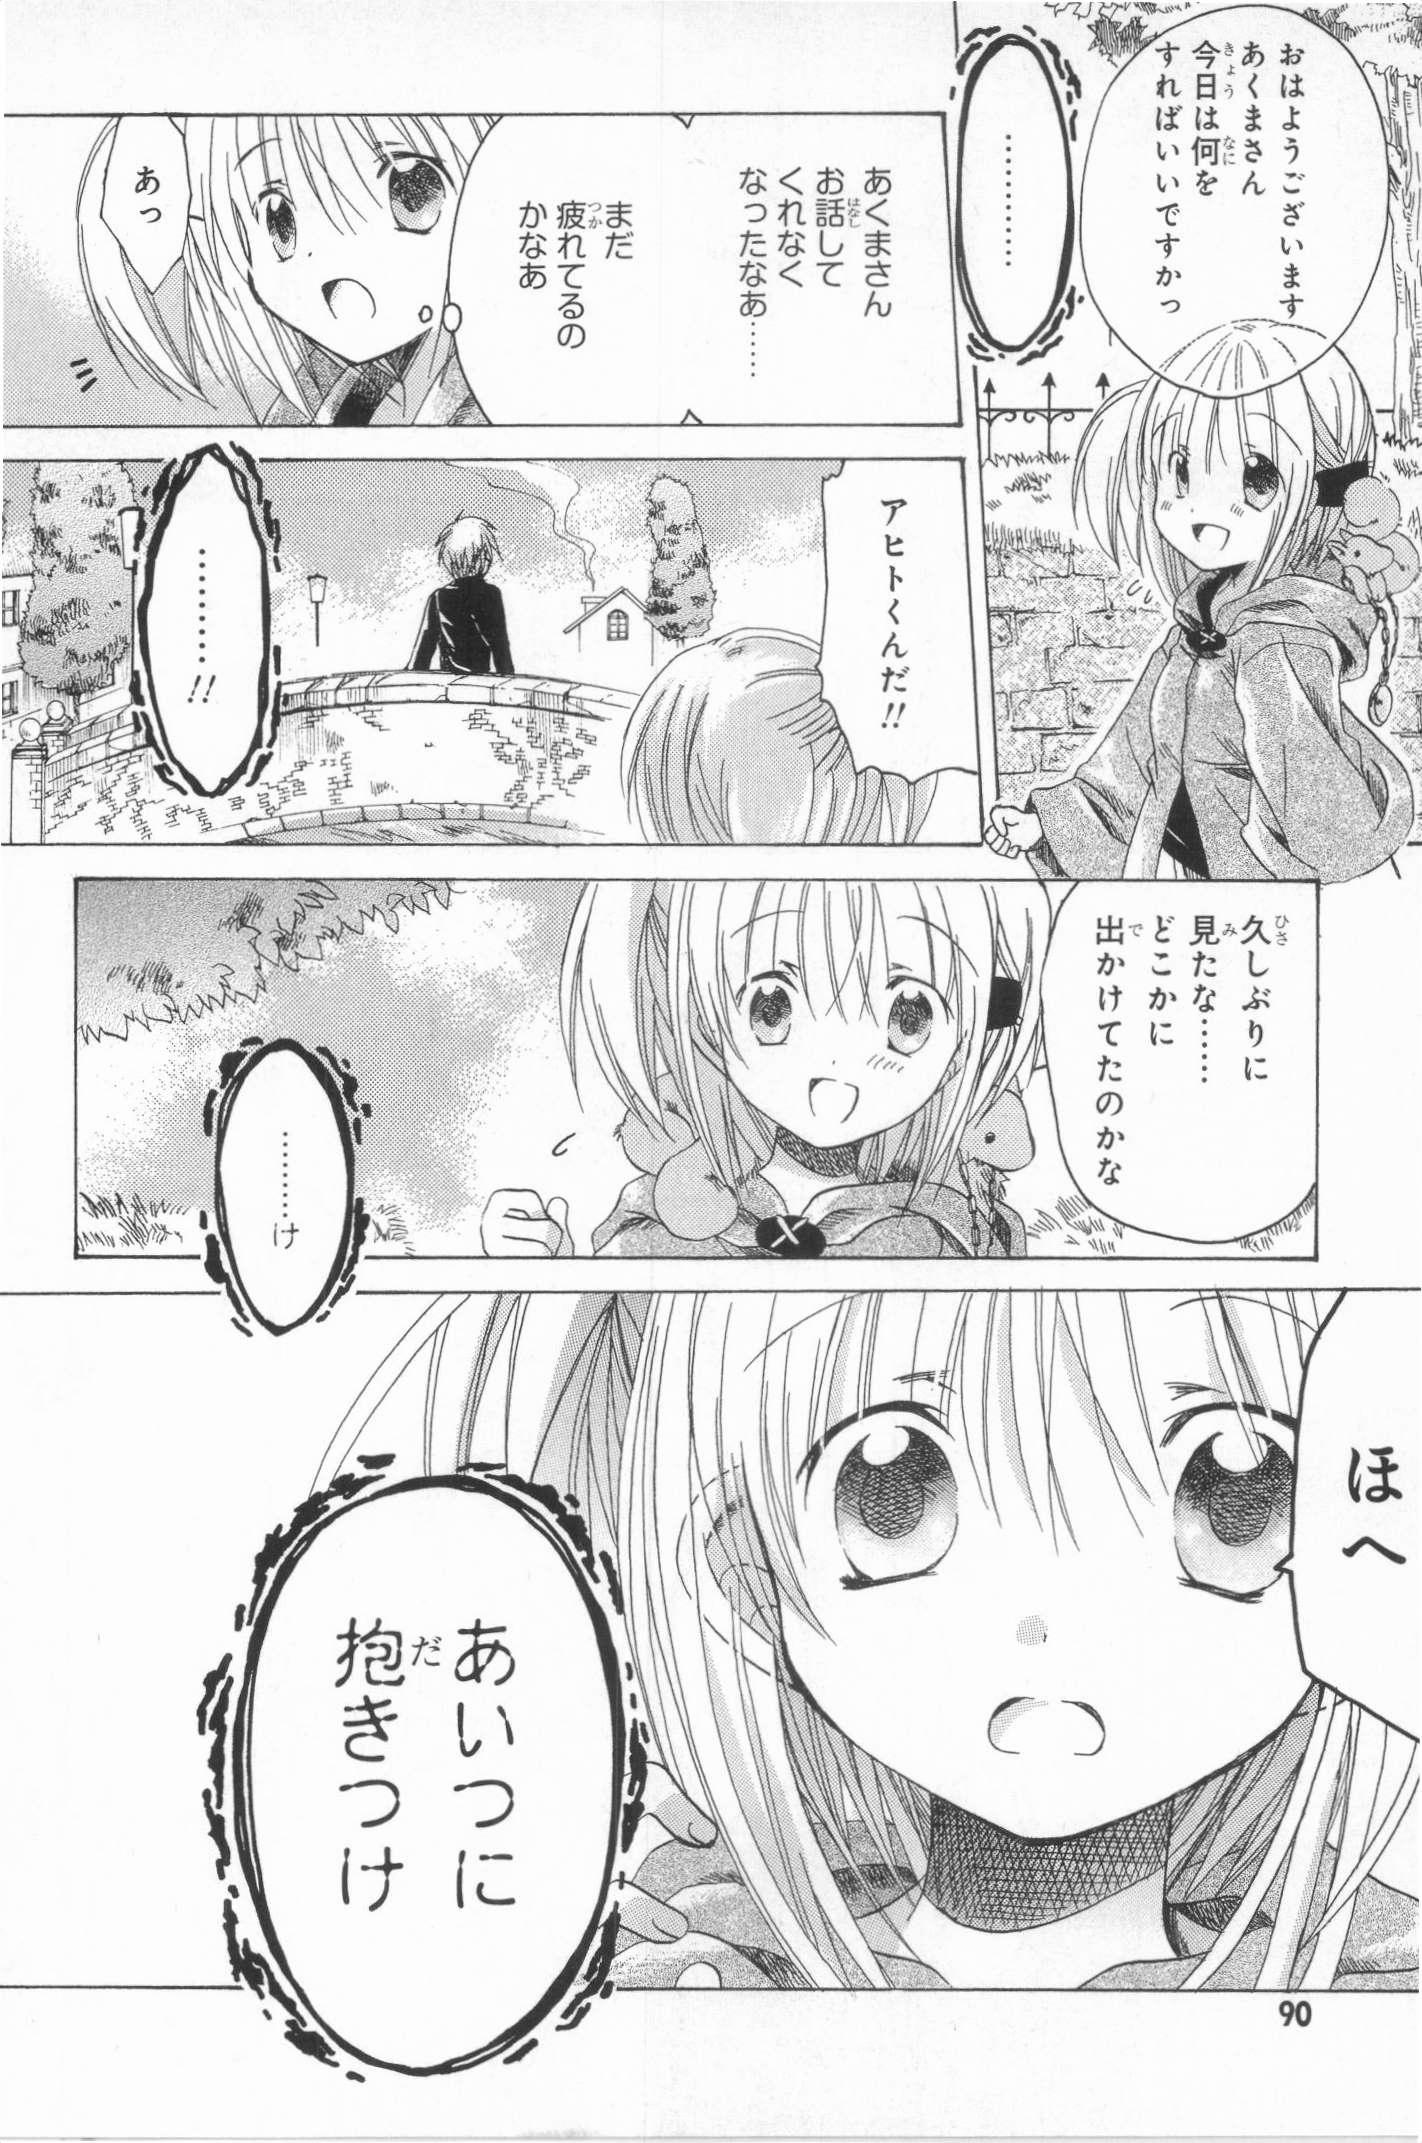 おはようございます
あくまさん
今日は何を
すればいいですかっ
…………
あくまさん
お話して
くれなく
なったなあ……
まだ
疲れてるの
かなあ
あっ
アヒトくんだ!!
…………!!
久しぶりに
見たな……
どこかに
出かけてたのかな
………け
ほへ
あいつに
抱きつけ
90